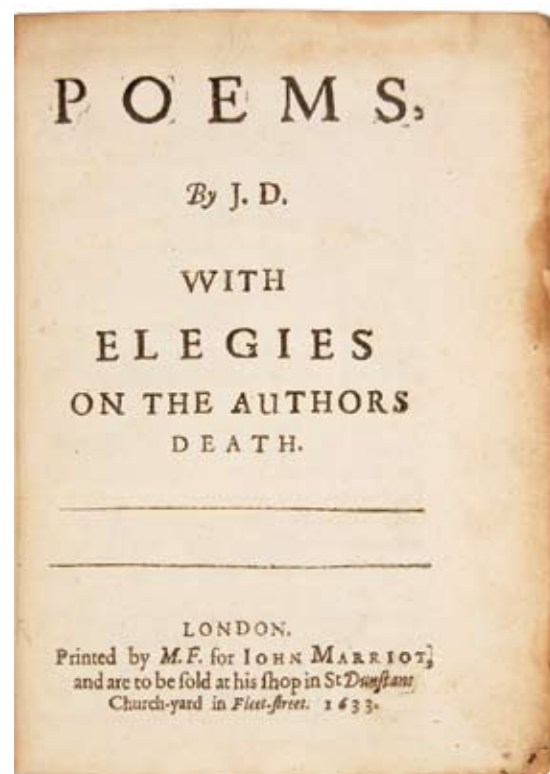 POEMS,
By J. D.
WITH
ELEGIES
ON THE AUTHORS
DEATH.
LONDON.
Printed by M. F. for IOHN MARRIOT,
and are to be ſold at his ſhop in St Dunſtans
Church-yard in Fleet-ſtreet. 1633.